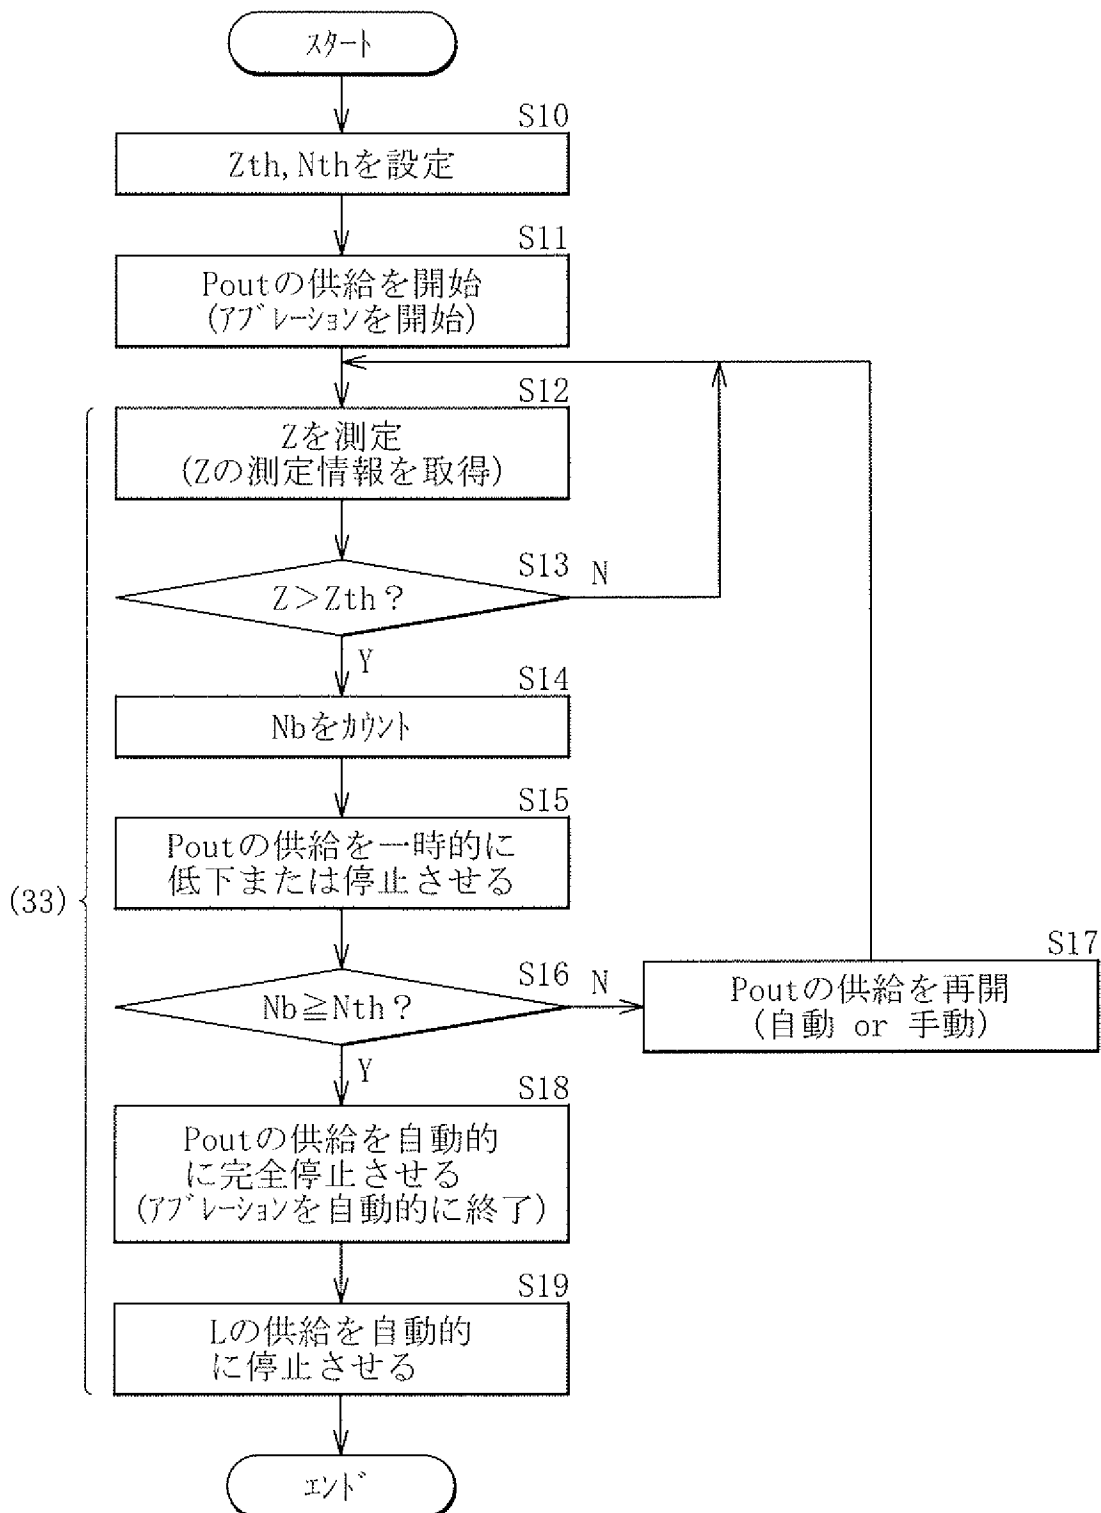 スタート
S10
Zth,Nthを設定
S11
Poutの供給を開始
(アブレーションを開始)
S12
Zを測定
(Zの測定情報を取得)
S13
N
Z>Zth?
Y
S14
Nbをカウント
S15
Poutの供給を一時的に
低下または停止させる
(33)
S16
N
Nb≧Nth?
Y
S17
Poutの供給を再開
(自動 or 手動)
S18
Poutの供給を自動的
に完全停止させる
(アブレーションを自動的に終了)
S19
Lの供給を自動的
に停止させる
エンド